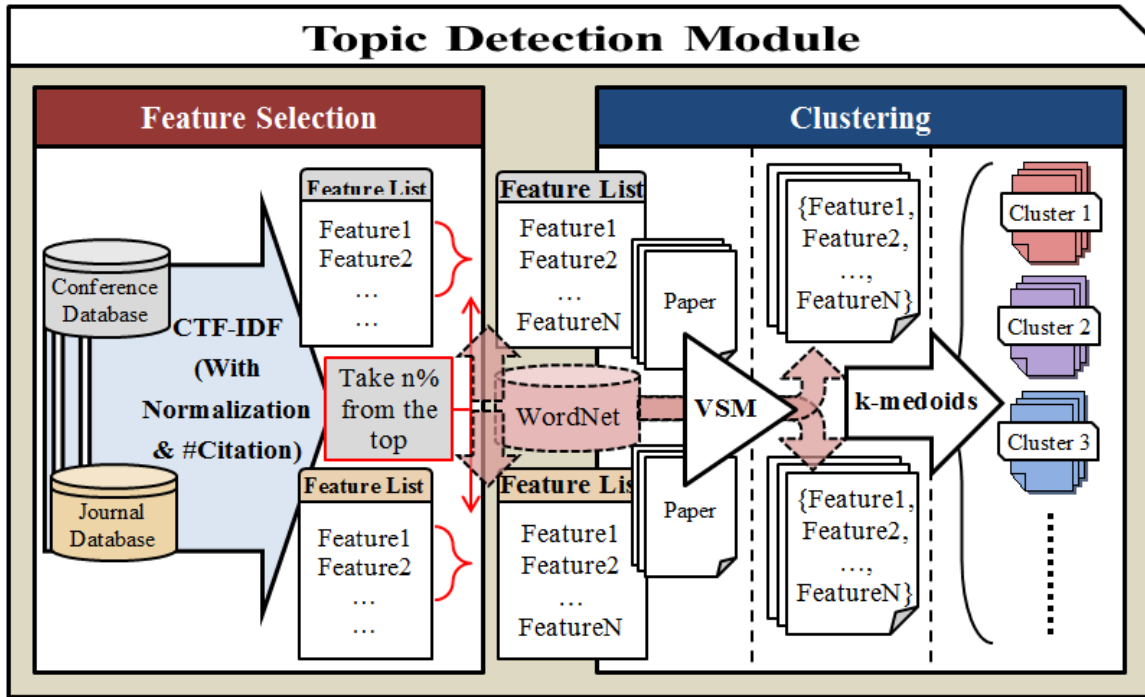 Topic Detection Module
Feature Selection
Conference
Database
Journal
Database
CTF-IDF
(With
Normalization
& #Citation)
Feature List
Feature1
Feature2
…
…
Take n%
from the
top
Feature List
Feature1
Feature2
…
…
Feature List
Feature1
Feature2
…
FeatureN
WordNet
Feature Lis
Feature1
Feature2
…
FeatureN
Clustering
Paper
Paper
VSM
{Feature1,
Feature2,
…,
FeatureN}
{Feature1,
Feature2,
…,
FeatureN}
k-medoids
Cluster 1
Cluster 2
Cluster 3